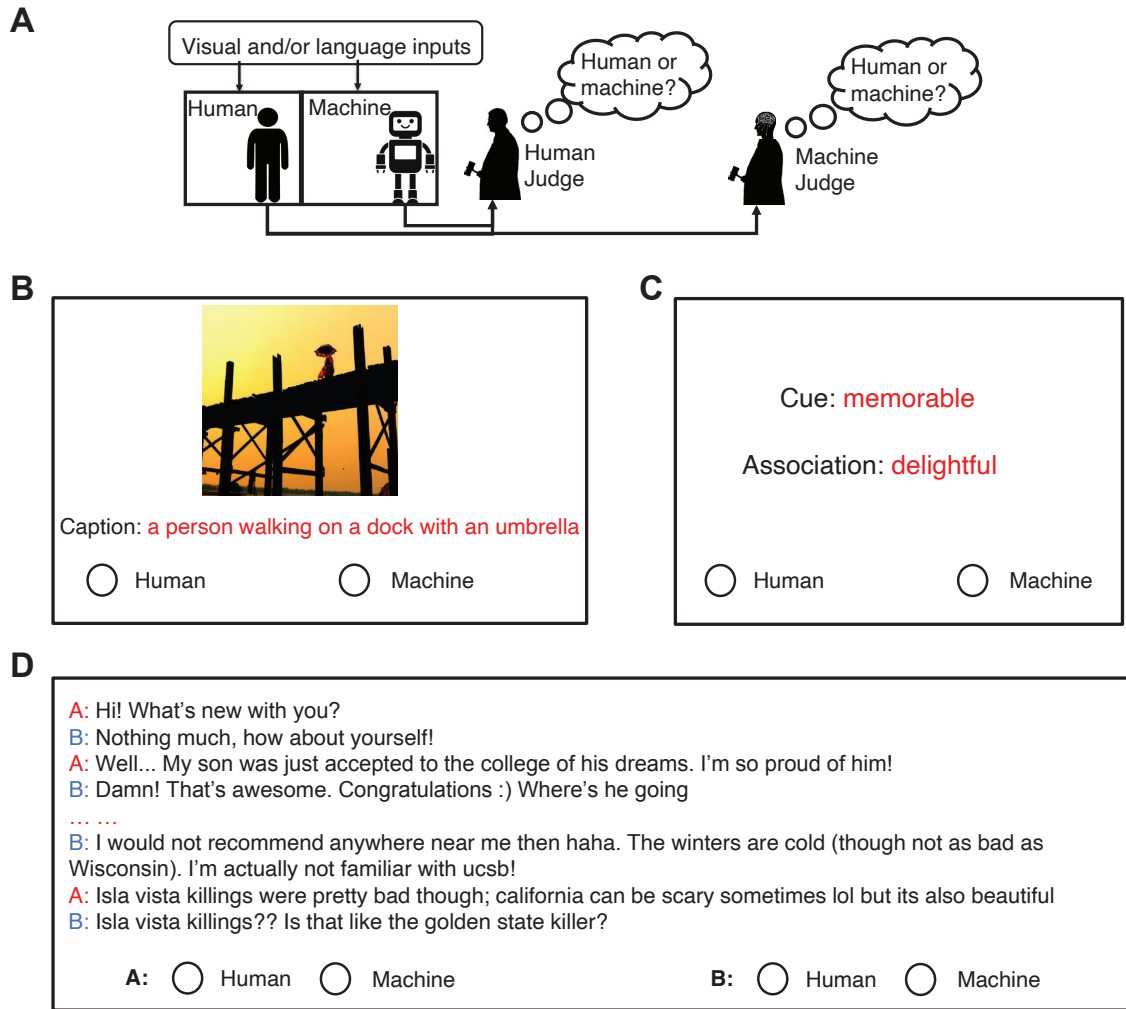 A
Visual and/or language inputs
Human
Machine
Human or
machine?
Human
Judge
Human or
machine?
Machine
Judge
B
Caption: a person walking on a dock with an umbrella
Human
Machine
C
Cue: memorable
Association: delightful
Human
Machine
D
A: Hi! What's new with you?
B: Nothing much, how about yourself!
A: Well... My son was just accepted to the college of his dreams. I'm so proud of him!
B: Damn! That's awesome. Congratulations :) Where's he going
... ...
B: I would not recommend anywhere near me then haha. The winters are cold (though not as bad as
Wisconsin). I'm actually not familiar with ucsb!
A: Isla vista killings were pretty bad though; california can be scary sometimes lol but its also beautiful
B: Isla vista killings?? Is that like the golden state killer?
A: Human Machine
B: Human Machine